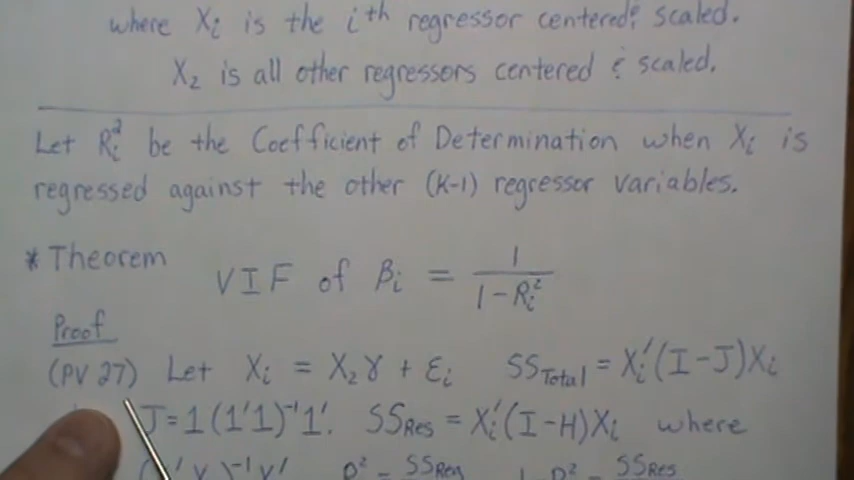 where Xᵢ is the iᵗʰ regressor centered & scaled.
X₂ is all other regressors centered & scaled.
Let Rᵢ² be the Coefficient of Determination when Xᵢ is
regressed against the other (K-1) regressor variables.
* Theorem
VIF of βᵢ = 1 / (1 - Rᵢ²)
Proof
(PV 27) Let Xᵢ = X₂γ + εᵢ SS_Total = Xᵢ'(I-J)Xᵢ
J = 1(1'1)⁻¹1'. SS_Res = Xᵢ'(I-H)Xᵢ where